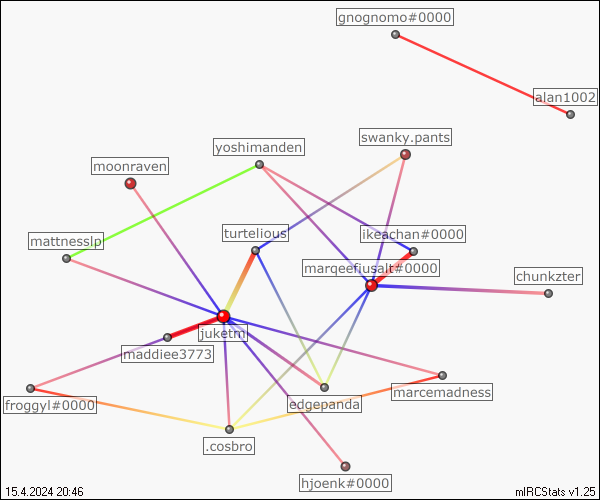 gnognomo#0000
alan1002
swanky.pants
yoshimanden
moonraven
turtelious
ikeachan#0000
mattnesslp
marqeefiusalt#0000
chunkzter
juketm
maddiee3773
marcemadness
froggyl#0000
edgepanda
.cosbro
hjoenk#0000
15.4.2024 20:46
mIRCStats v1.25